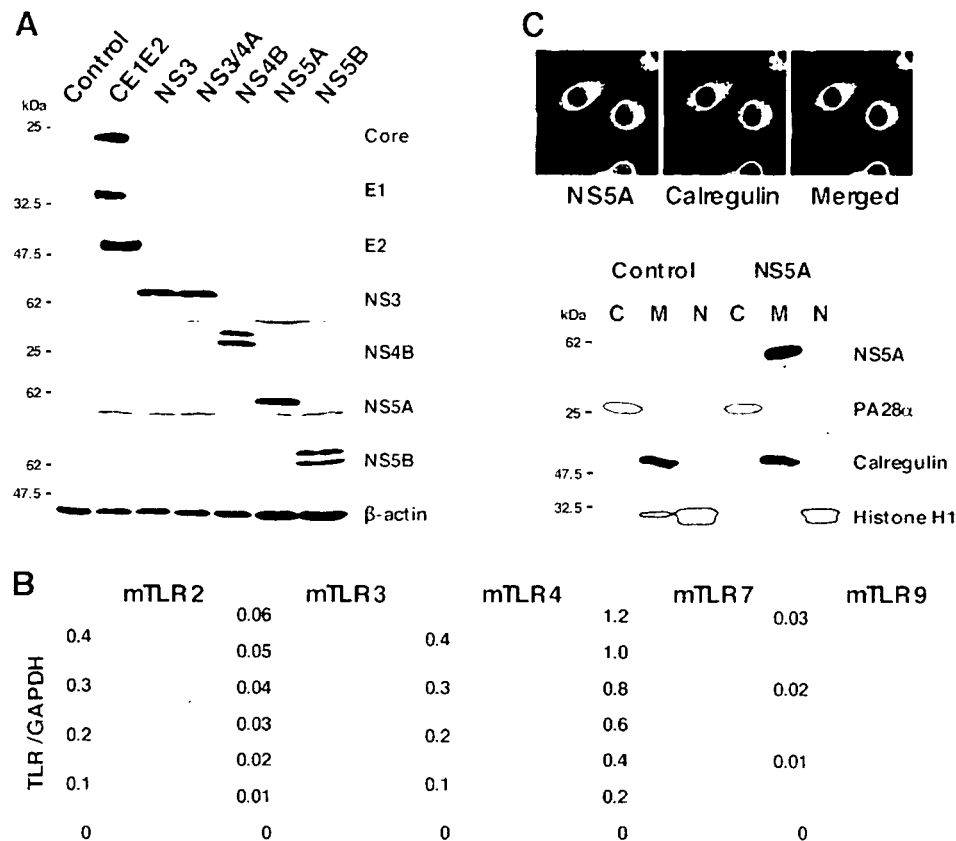 A
Control CE1E2 NS3 NS3/4A NS4B NS5A NS5B
kDa
25 - Core
E1
32.5 -
E2
47.5 -
NS3
62 -
25 - NS4B
62 -
NS5A
62 - NS5B
47.5 -
β-actin
C
NS5A Calregulin Merged
Control NS5A
kDa C M N C M N
62 -
NS5A
25 - PA28α
Calregulin
47.5 -
32.5 -
Histone H1
B
mTLR2 mTLR3 mTLR4 mTLR7 mTLR9
TLR/GAPDH
0.4 0.3 0.2 0.1 0
0.06 0.05 0.04 0.03 0.02 0.01 0
0.4 0.3 0.2 0.1 0
1.2 1.0 0.8 0.6 0.4 0.2 0
0.03 0.02 0.01 0